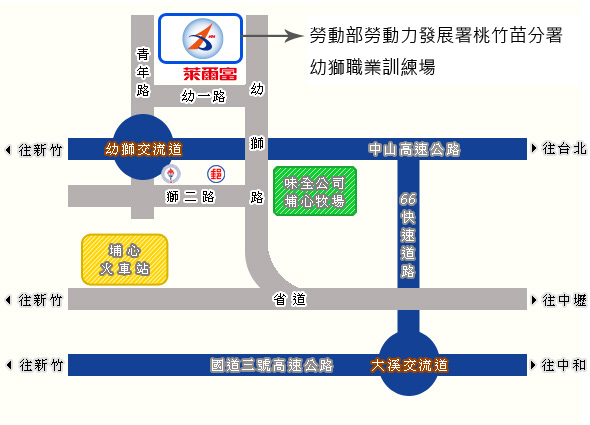 勞動部勞動力發展署桃竹苗分署
幼獅職業訓練場
青年路
萊爾富
幼一路
幼獅路
往新竹
幼獅交流道
中山高速公路
往台北
郵
獅二路
味全公司
埔心牧場
66快速道路
埔心
火車站
往新竹
省道
往中壢
往新竹
國道三號高速公路
大溪交流道
往中和